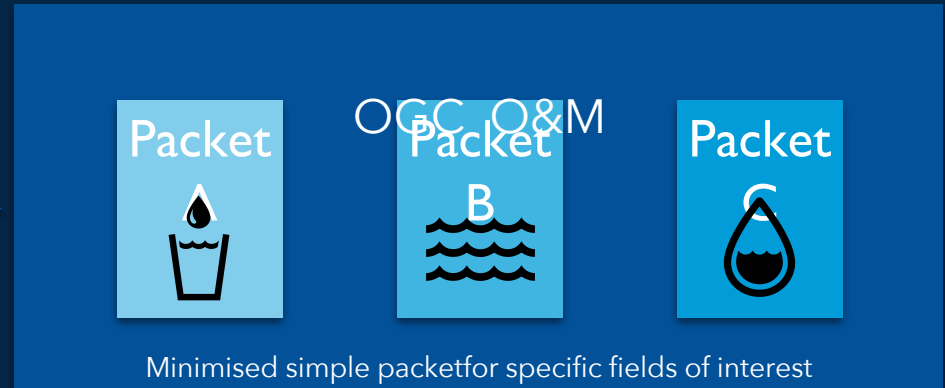 OGC O&M
Packet
A
Packet
B
Packet
C
Minimised simple packetfor specific fields of interest